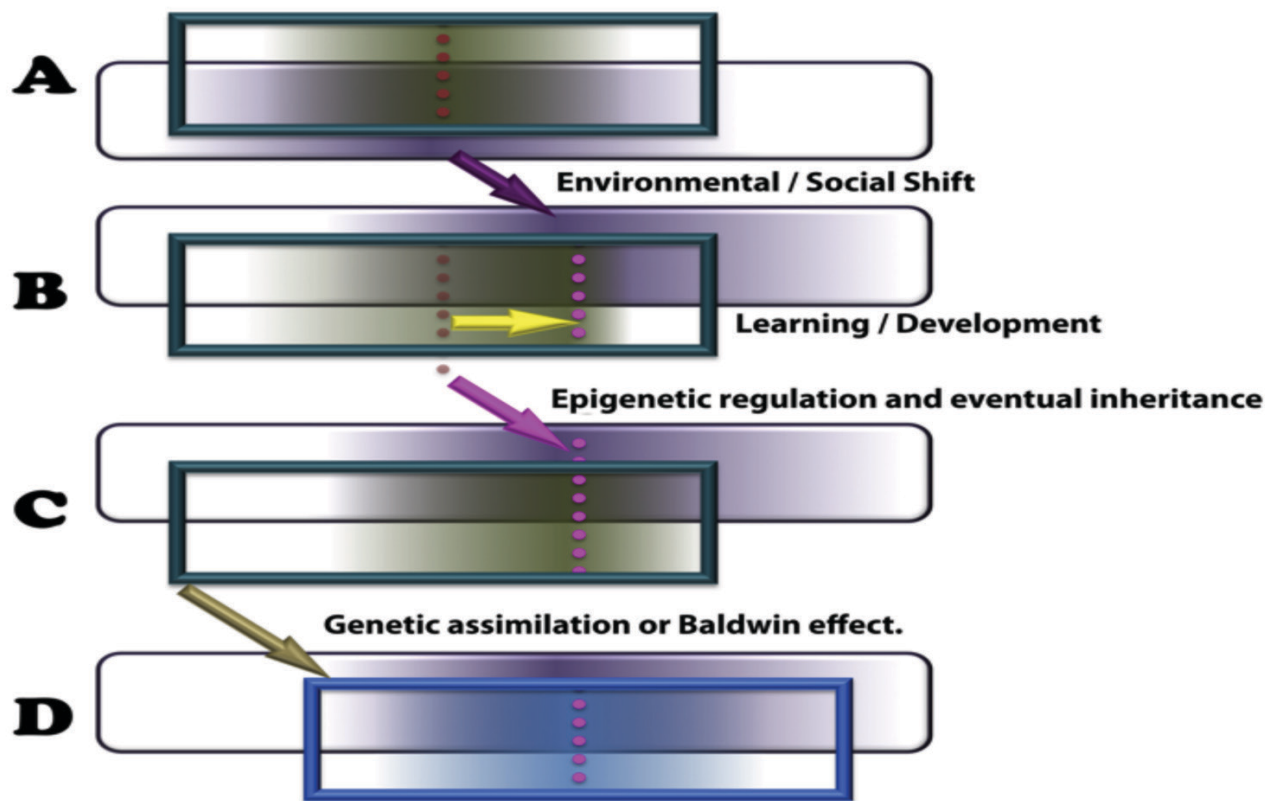 A
Environmental / Social Shift
B
Learning / Development
Epigenetic regulation and eventual inheritance
C
Genetic assimilation or Baldwin effect.
D